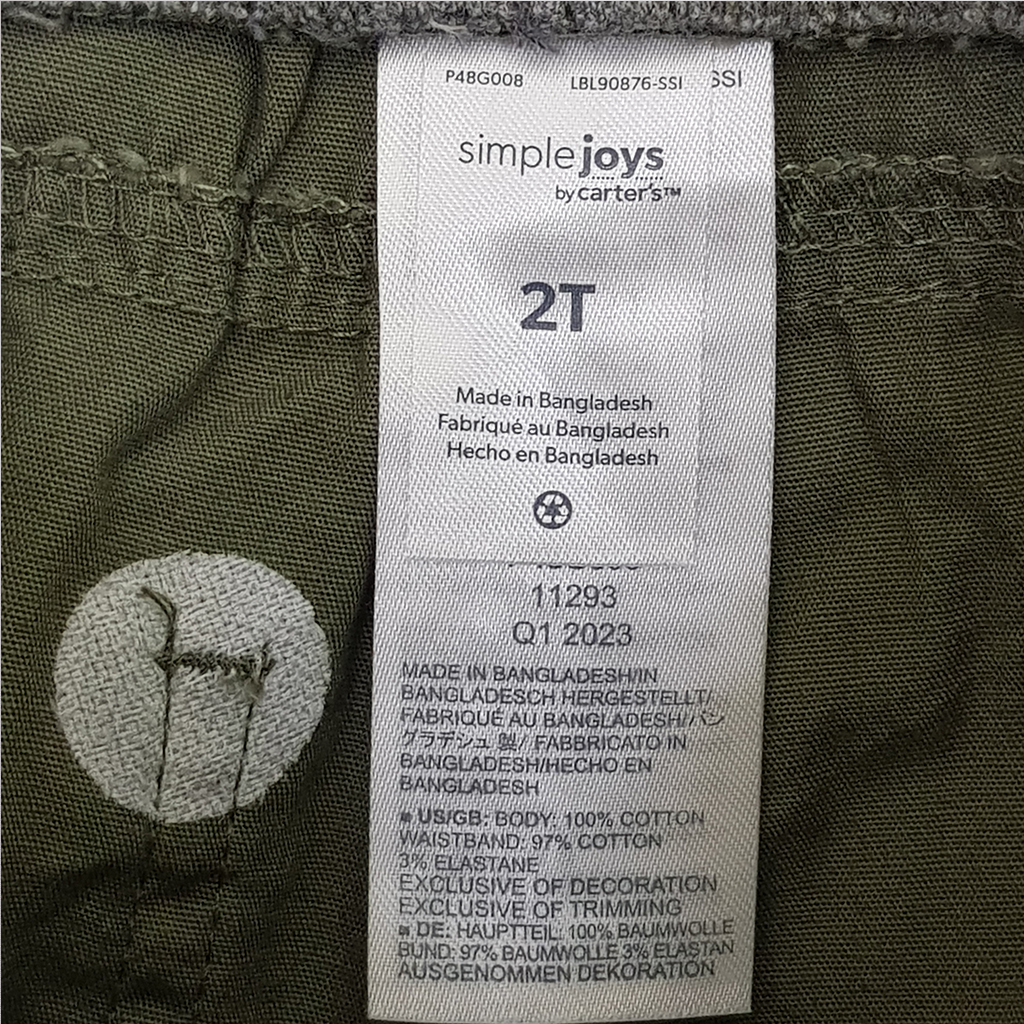 P48G008 LBL90876-SSI SSI
simple joys
by carter's™
2T
Made in Bangladesh
Fabriqué au Bangladesh
Hecho en Bangladesh
11293
Q1 2023
MADE IN BANGLADESH/IN
BANGLADESCH HERGESTELLT/
FABRIQUÉ AU BANGLADESH/バン
グラデシュ 製/ FABBRICATO IN
BANGLADESH/HECHO EN
BANGLADESH
■ US/GB: BODY: 100% COTTON
WAISTBAND: 97% COTTON
3% ELASTANE
EXCLUSIVE OF DECORATION
EXCLUSIVE OF TRIMMING
■ DE: HAUPTTEIL: 100% BAUMWOLLE
BUND: 97% BAUMWOLLE 3% ELASTAN
AUSGENOMMEN DEKORATION